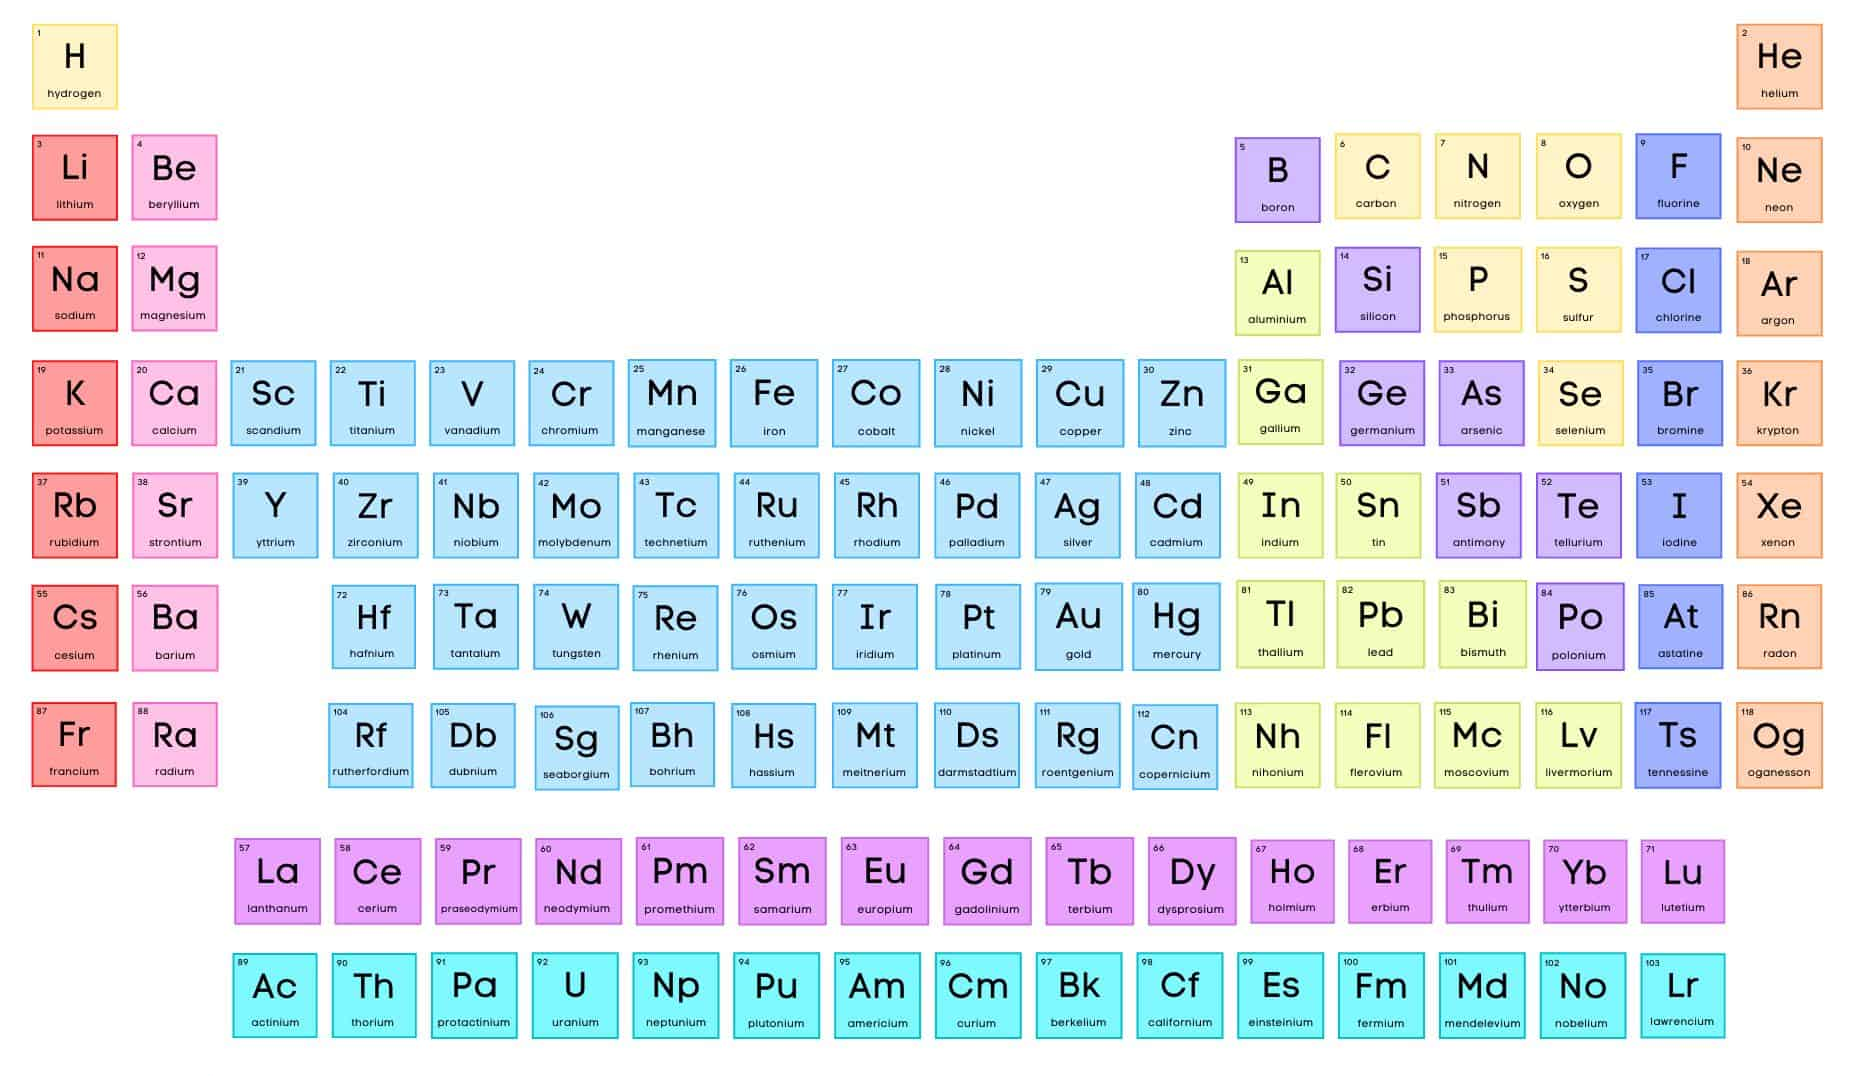 1
H
hydrogen
2
He
helium
3
Li
lithium
4
Be
beryllium
5
B
boron
6
C
carbon
7
N
nitrogen
8
O
oxygen
9
F
fluorine
10
Ne
neon
11
Na
sodium
12
Mg
magnesium
13
Al
aluminium
14
Si
silicon
15
P
phosphorus
16
S
sulfur
17
Cl
chlorine
18
Ar
argon
19
K
potassium
20
Ca
calcium
21
Sc
scandium
22
Ti
titanium
23
V
vanadium
24
Cr
chromium
25
Mn
manganese
26
Fe
iron
27
Co
cobalt
28
Ni
nickel
29
Cu
copper
30
Zn
zinc
31
Ga
gallium
32
Ge
germanium
33
As
arsenic
34
Se
selenium
35
Br
bromine
36
Kr
krypton
37
Rb
rubidium
38
Sr
strontium
39
Y
yttrium
40
Zr
zirconium
41
Nb
niobium
42
Mo
molybdenum
43
Tc
technetium
44
Ru
ruthenium
45
Rh
rhodium
46
Pd
palladium
47
Ag
silver
48
Cd
cadmium
49
In
indium
50
Sn
tin
51
Sb
antimony
52
Te
tellurium
53
I
iodine
54
Xe
xenon
55
Cs
cesium
56
Ba
barium
72
Hf
hafnium
73
Ta
tantalum
74
W
tungsten
75
Re
rhenium
76
Os
osmium
77
Ir
iridium
78
Pt
platinum
79
Au
gold
80
Hg
mercury
81
Tl
thallium
82
Pb
lead
83
Bi
bismuth
84
Po
polonium
85
At
astatine
86
Rn
radon
87
Fr
francium
88
Ra
radium
104
Rf
rutherfordium
105
Db
dubnium
106
Sg
seaborgium
107
Bh
bohrium
108
Hs
hassium
109
Mt
meitnerium
110
Ds
darmstadtium
111
Rg
roentgenium
112
Cn
copernicium
113
Nh
nihonium
114
Fl
flerovium
115
Mc
moscovium
116
Lv
livermorium
117
Ts
tennessine
118
Og
oganesson
57
La
lanthanum
58
Ce
cerium
59
Pr
praseodymium
60
Nd
neodymium
61
Pm
promethium
62
Sm
samarium
63
Eu
europium
64
Gd
gadolinium
65
Tb
terbium
66
Dy
dysprosium
67
Ho
holmium
68
Er
erbium
69
Tm
thulium
70
Yb
ytterbium
71
Lu
lutetium
89
Ac
actinium
90
Th
thorium
91
Pa
protactinium
92
U
uranium
93
Np
neptunium
94
Pu
plutonium
95
Am
americium
96
Cm
curium
97
Bk
berkelium
98
Cf
californium
99
Es
einsteinium
100
Fm
fermium
101
Md
mendelevium
102
No
nobelium
103
Lr
lawrencium